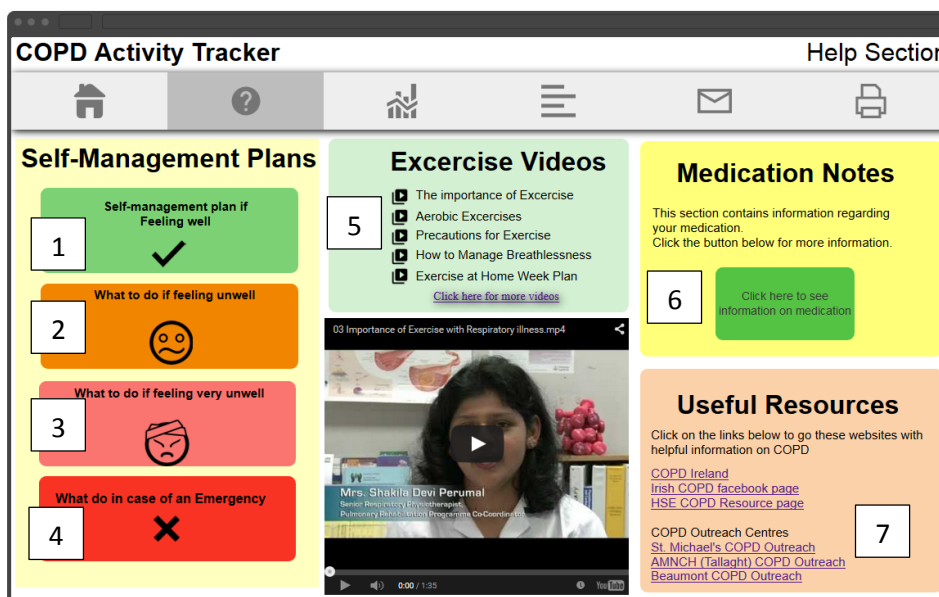 COPD Activity Tracker
Help Section
Self-Management Plans
1
Self-management plan if
Feeling well
2
What to do if feeling unwell
3
What to do if feeling very unwell
4
What do in case of an Emergency
Excercise Videos
5
The importance of Excercise
Aerobic Excercises
Precautions for Exercise
How to Manage Breathlessness
Exercise at Home Week Plan
Click here for more videos
03 Importance of Exercise with Respiratory illness.mp4
Mrs. Shakila Devi Perumal
Senior Respiratory Physiotherapist,
Pulmonary Rehabilitation Programme Co-Coordinator
0:00 / 1:35
YouTube
Medication Notes
This section contains information regarding
your medication.
Click the button below for more information.
6
Click here to see
information on medication
Useful Resources
Click on the links below to go these websites with
helpful information on COPD
COPD Ireland
Irish COPD facebook page
HSE COPD Resource page
7
COPD Outreach Centres
St. Michael's COPD Outreach
AMNCH (Tallaght) COPD Outreach
Beaumont COPD Outreach